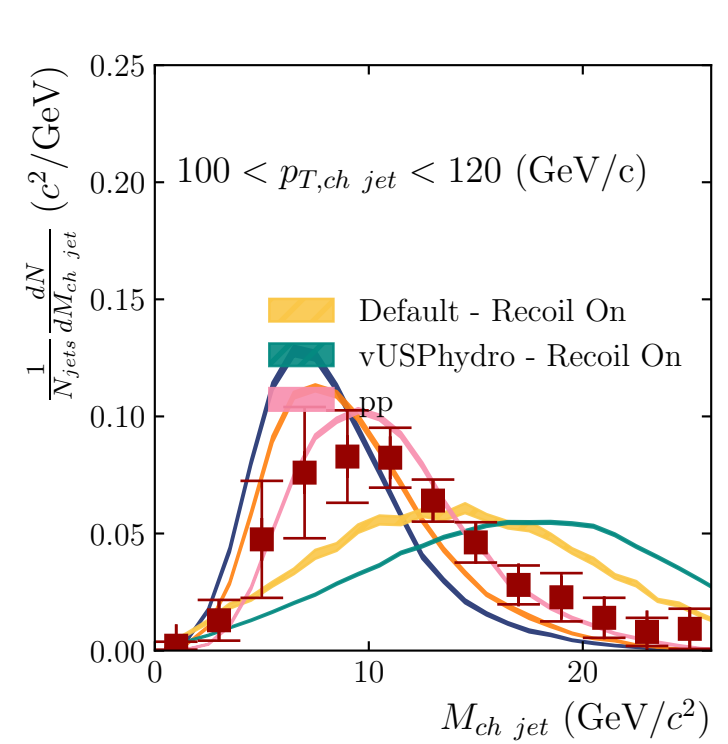 0.25
0.20
0.15
0.10
0.05
0.00
0
10
20
1/N_{jets} dN/dM_{ch jet} (c^2/GeV)
100 < p_{T,ch jet} < 120 (GeV/c)
Default - Recoil On
vUSPhydro - Recoil On
pp
M_{ch jet} (GeV/c^2)